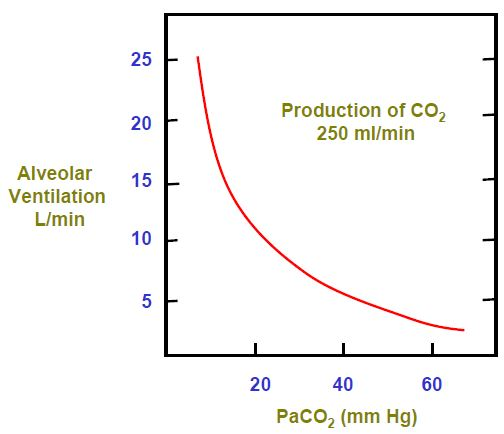 25
20
15
10
5
Alveolar
Ventilation
L/min
Production of CO₂
250 ml/min
20
40
60
PaCO₂ (mm Hg)